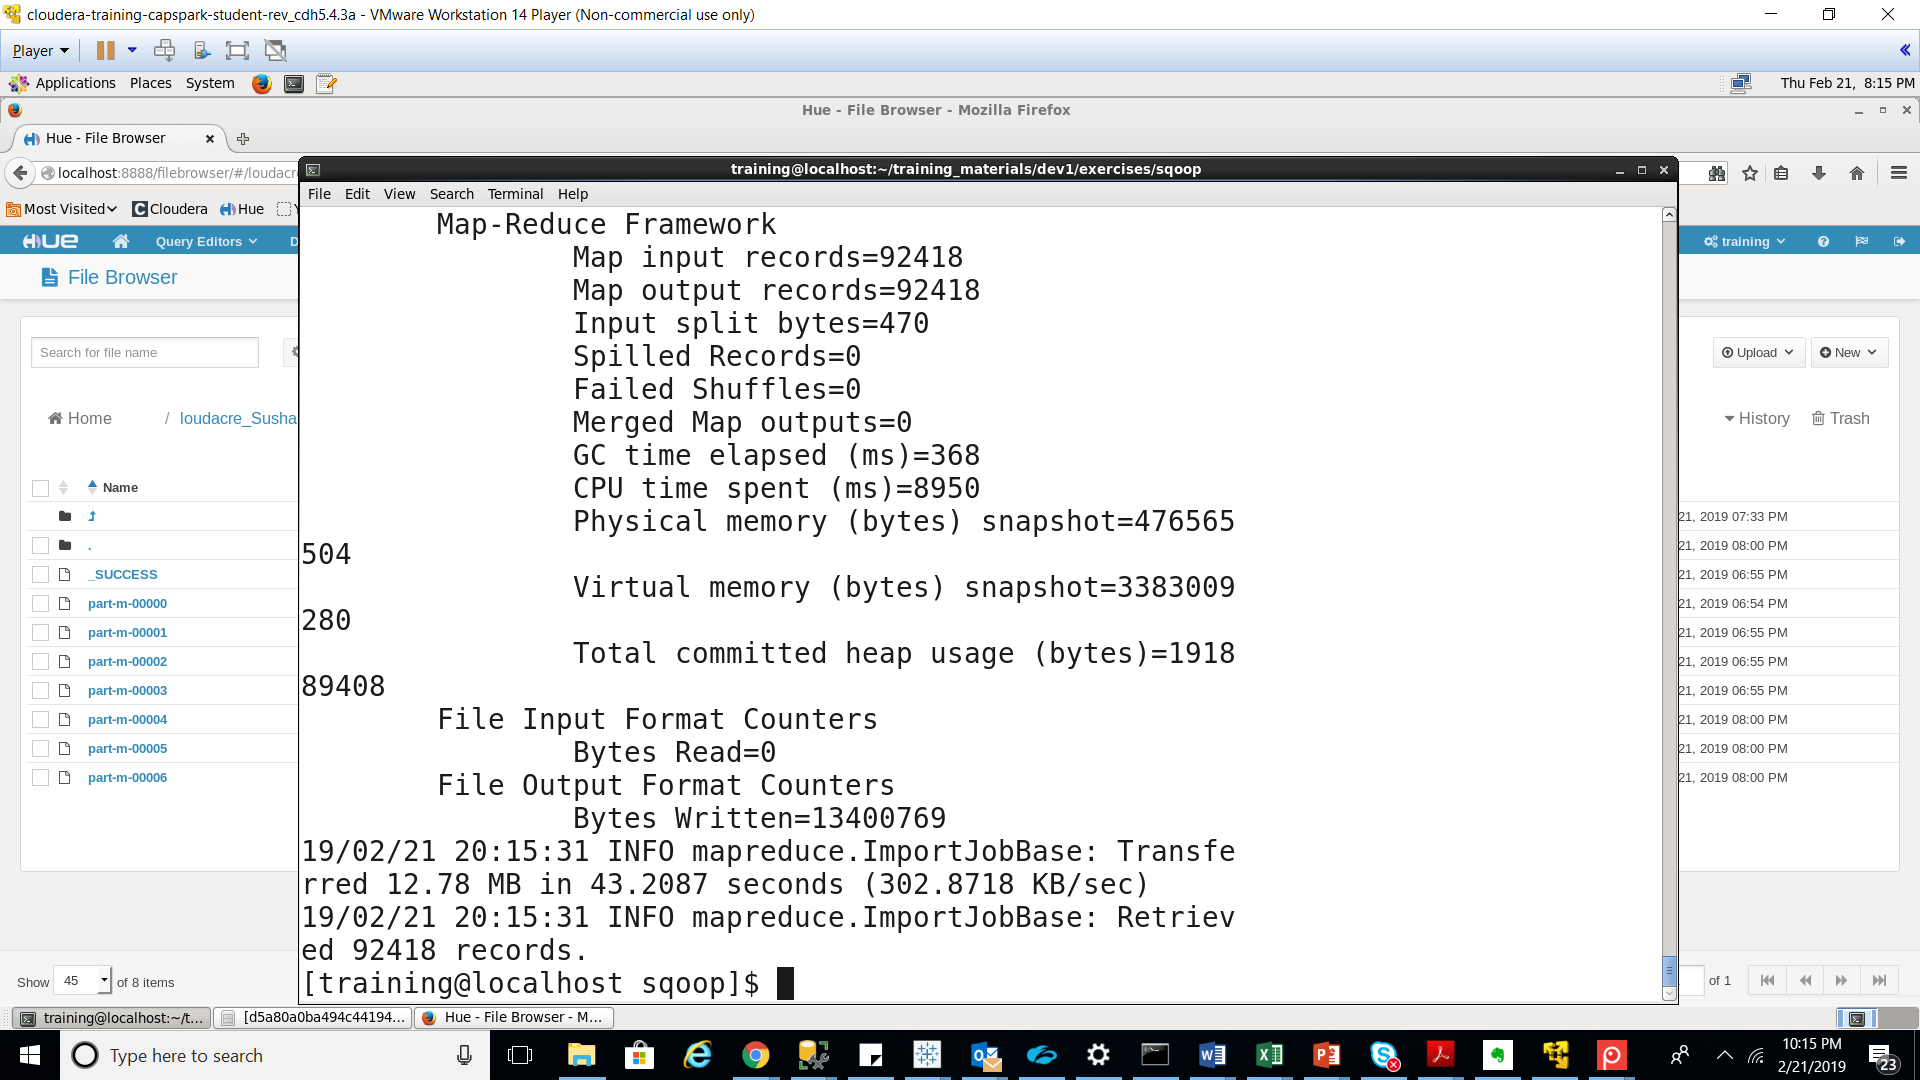 cloudera-training-capspark-student-rev_cdh5.4.3a - VMware Workstation 14 Player (Non-commercial use only)
Player
Applications Places System Thu Feb 21, 8:15 PM
Hue - File Browser - Mozilla Firefox
Hue - File Browser
localhost:8888/filebrowser/#/loudacr
training@localhost:~/training_materials/dev1/exercises/sqoop
Most Visited Cloudera Hue
File Edit View Search Terminal Help
HUE Query Editors D training
File Browser
Search for file name
Upload New
Home / loudacre_Susha
History Trash
Name
.
_SUCCESS
part-m-00000
part-m-00001
part-m-00002
part-m-00003
part-m-00004
part-m-00005
part-m-00006
21, 2019 07:33 PM
21, 2019 08:00 PM
21, 2019 06:55 PM
21, 2019 06:54 PM
21, 2019 06:55 PM
21, 2019 06:55 PM
21, 2019 06:55 PM
21, 2019 08:00 PM
21, 2019 08:00 PM
21, 2019 08:00 PM
Map-Reduce Framework
Map input records=92418
Map output records=92418
Input split bytes=470
Spilled Records=0
Failed Shuffles=0
Merged Map outputs=0
GC time elapsed (ms)=368
CPU time spent (ms)=8950
Physical memory (bytes) snapshot=476565
504
Virtual memory (bytes) snapshot=3383009
280
Total committed heap usage (bytes)=1918
89408
File Input Format Counters
Bytes Read=0
File Output Format Counters
Bytes Written=13400769
19/02/21 20:15:31 INFO mapreduce.ImportJobBase: Transfe
rred 12.78 MB in 43.2087 seconds (302.8718 KB/sec)
19/02/21 20:15:31 INFO mapreduce.ImportJobBase: Retriev
ed 92418 records.
[training@localhost sqoop]$
Show 45 of 8 items
of 1
training@localhost:~/t... [d5a80a0ba494c44194... Hue - File Browser - M...
Type here to search
10:15 PM
2/21/2019
23